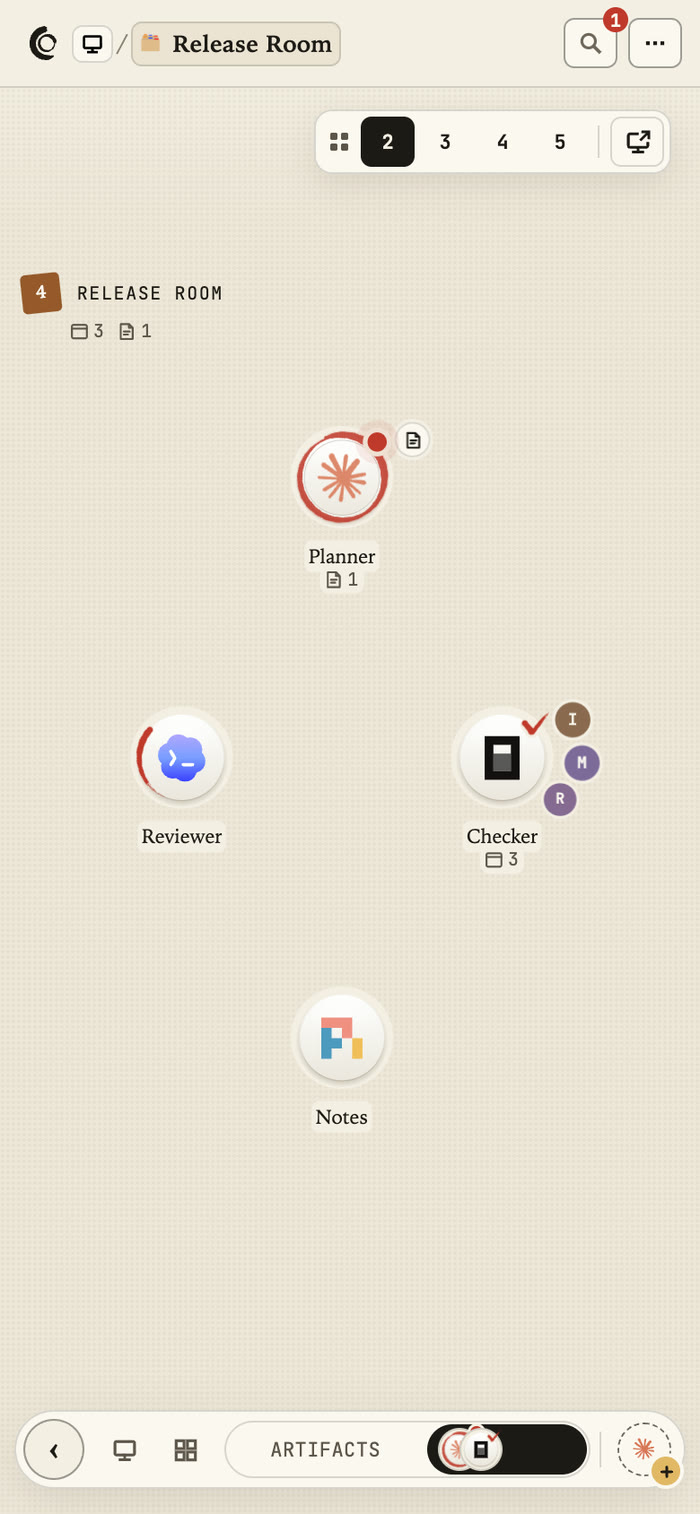 / Release Room
1
2 3 4 5
4 RELEASE ROOM
3 1
Planner
1
I
M
R
Reviewer
Checker
3
Notes
ARTIFACTS